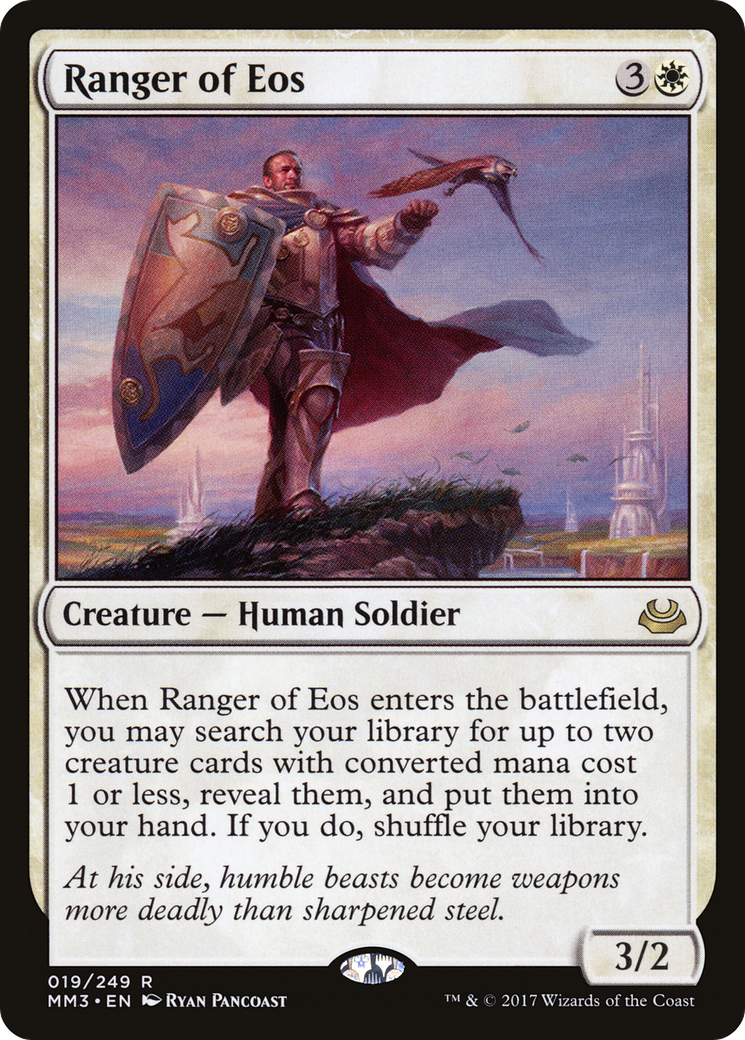 Ranger of Eos 3
Creature — Human Soldier
When Ranger of Eos enters the battlefield,
you may search your library for up to two
creature cards with converted mana cost
1 or less, reveal them, and put them into
your hand. If you do, shuffle your library.
At his side, humble beasts become weapons
more deadly than sharpened steel.
3/2
019/249 R
MM3 • EN Ryan Pancoast
™ & © 2017 Wizards of the Coast